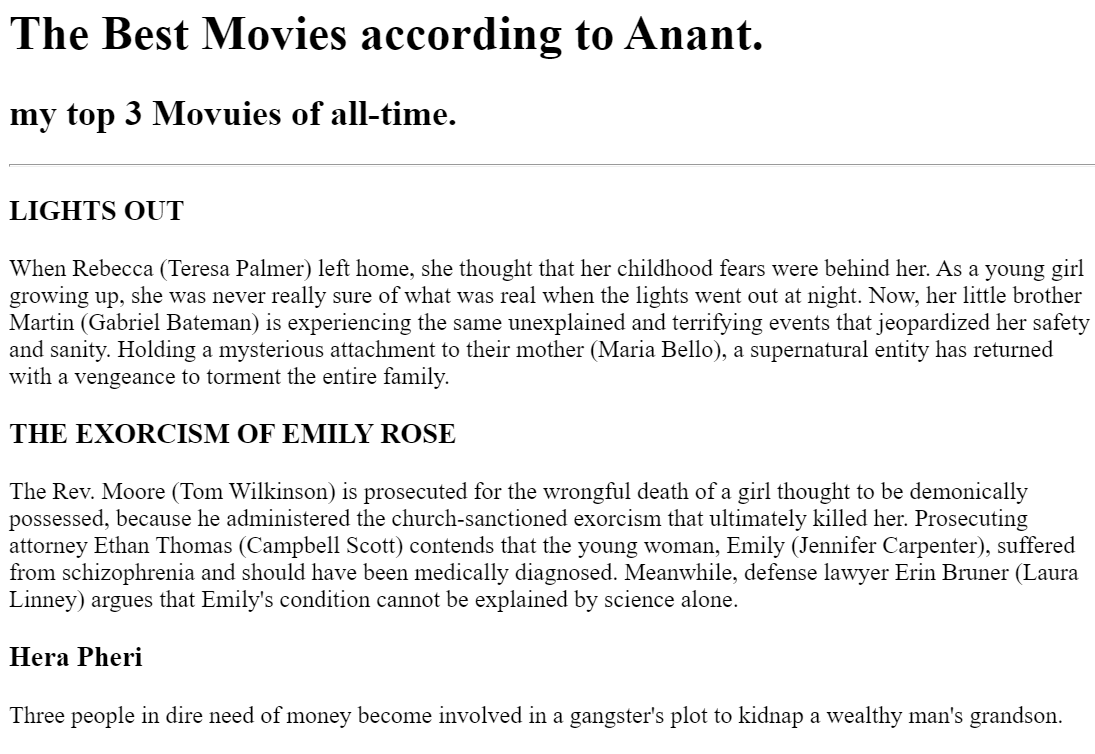 The Best Movies according to Anant.
my top 3 Movuies of all-time.
LIGHTS OUT
When Rebecca (Teresa Palmer) left home, she thought that her childhood fears were behind her. As a young girl
growing up, she was never really sure of what was real when the lights went out at night. Now, her little brother
Martin (Gabriel Bateman) is experiencing the same unexplained and terrifying events that jeopardized her safety
and sanity. Holding a mysterious attachment to their mother (Maria Bello), a supernatural entity has returned
with a vengeance to torment the entire family.
THE EXORCISM OF EMILY ROSE
The Rev. Moore (Tom Wilkinson) is prosecuted for the wrongful death of a girl thought to be demonically
possessed, because he administered the church-sanctioned exorcism that ultimately killed her. Prosecuting
attorney Ethan Thomas (Campbell Scott) contends that the young woman, Emily (Jennifer Carpenter), suffered
from schizophrenia and should have been medically diagnosed. Meanwhile, defense lawyer Erin Bruner (Laura
Linney) argues that Emily's condition cannot be explained by science alone.
Hera Pheri
Three people in dire need of money become involved in a gangster's plot to kidnap a wealthy man's grandson.